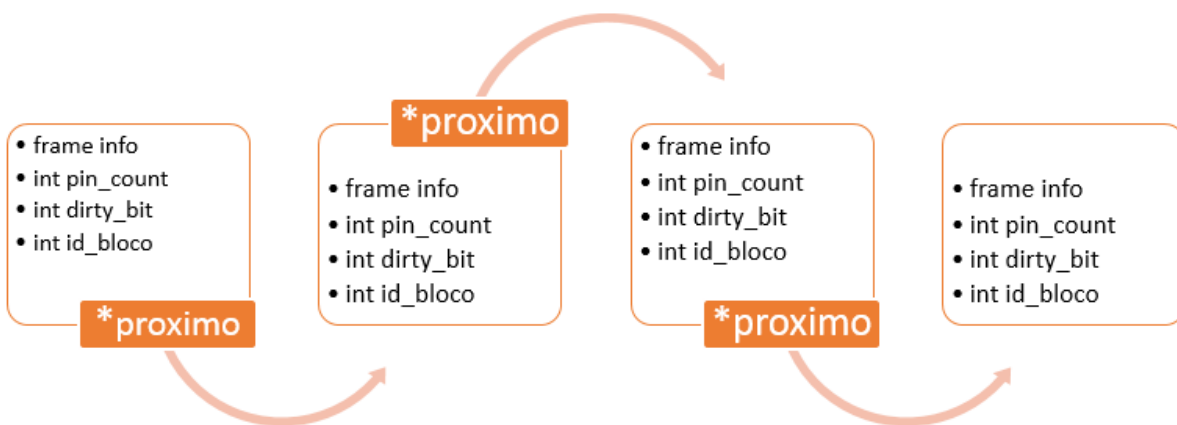 • frame info
• int pin_count
• int dirty_bit
• int id_bloco
*proximo
*proximo
• frame info
• int pin_count
• int dirty_bit
• int id_bloco
• frame info
• int pin_count
• int dirty_bit
• int id_bloco
*proximo
• frame info
• int pin_count
• int dirty_bit
• int id_bloco